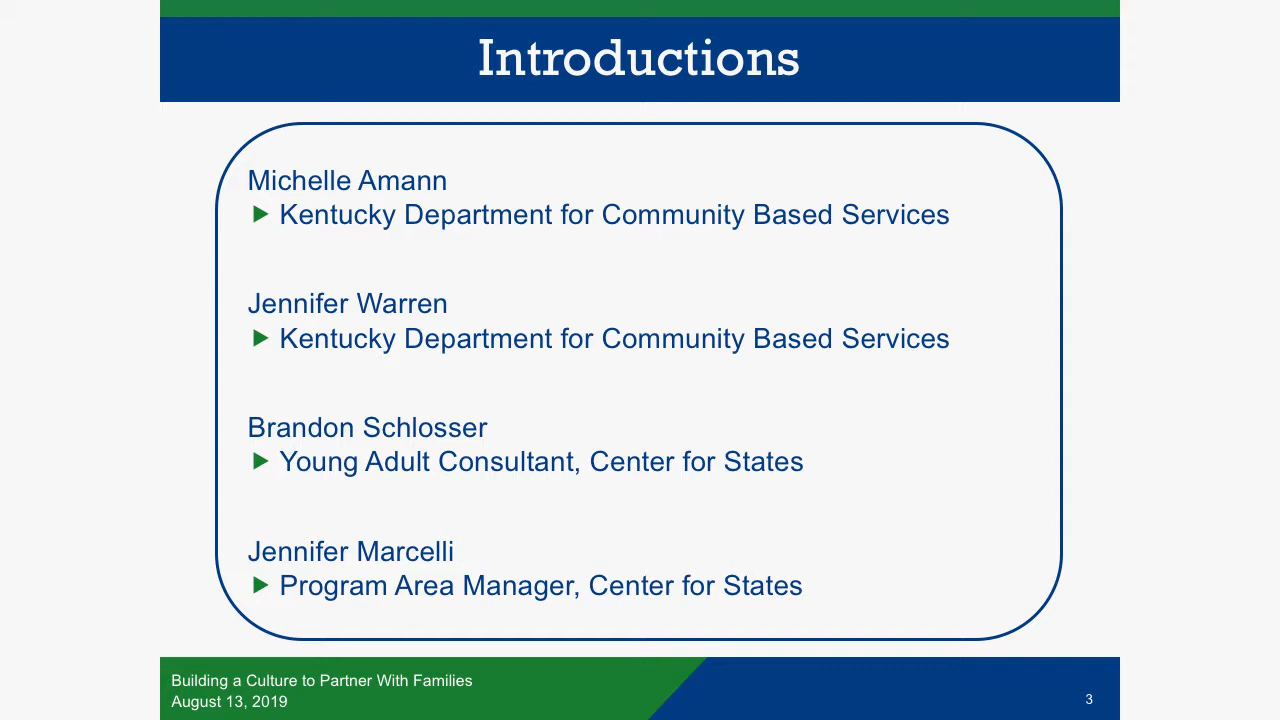 Introductions
Michelle Amann
Kentucky Department for Community Based Services
Jennifer Warren
Kentucky Department for Community Based Services
Brandon Schlosser
Young Adult Consultant, Center for States
Jennifer Marcelli
Program Area Manager, Center for States
Building a Culture to Partner With Families
August 13, 2019
3